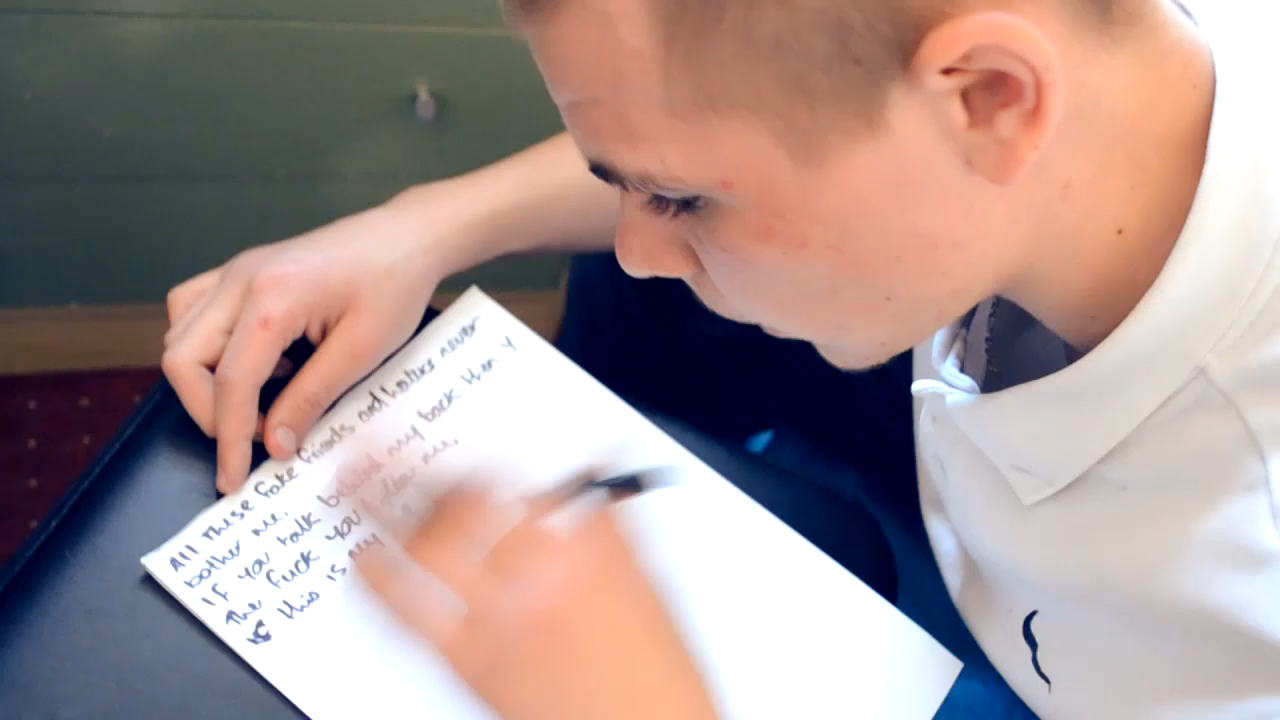 All These fake friends and haters never
bother me.
If you talk behind my back then y
The fuck you
this is my